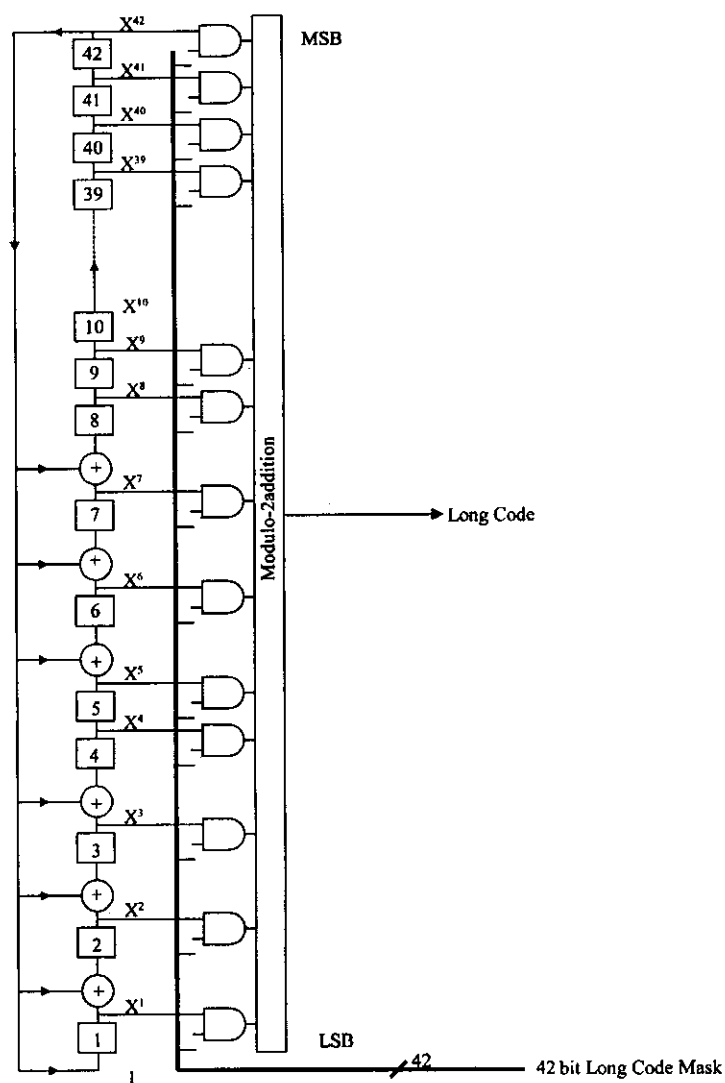 X⁴²
MSB
42
X⁴¹
41
X⁴⁰
40
X³⁹
39
X¹⁰
10
X⁹
9
X⁸
8
+
X⁷
7
Modulo-2addition
Long Code
+
X⁶
6
+
X⁵
5
X⁴
4
+
X³
3
+
X²
2
+
X¹
1
LSB
1
42
42 bit Long Code Mask